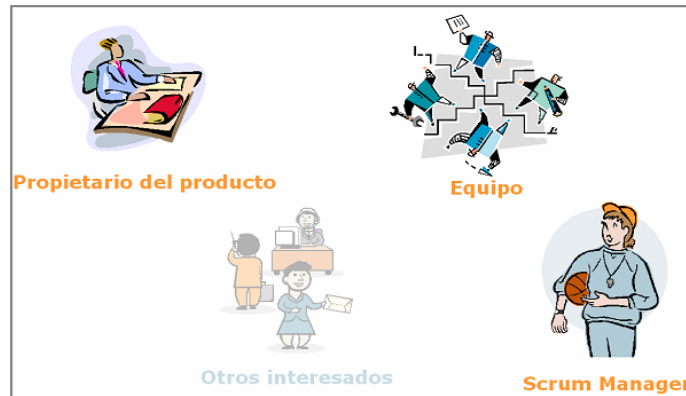 Propietario del producto
Equipo
Otros interesados
Scrum Manager